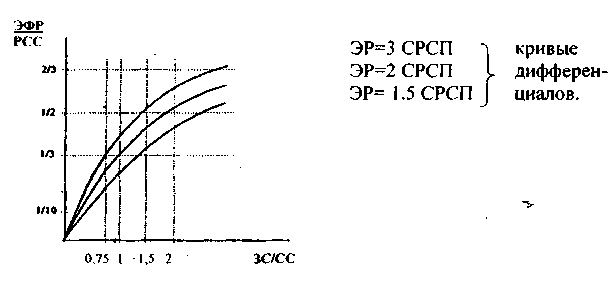 ЭФР
РСС
2/3
1/2
1/3
1/10
0,75 1 1,5 2 ЗС/СС
ЭР=3 СРСП
ЭР=2 СРСП
ЭР= 1.5 СРСП
кривые
дифферен-
циалов.